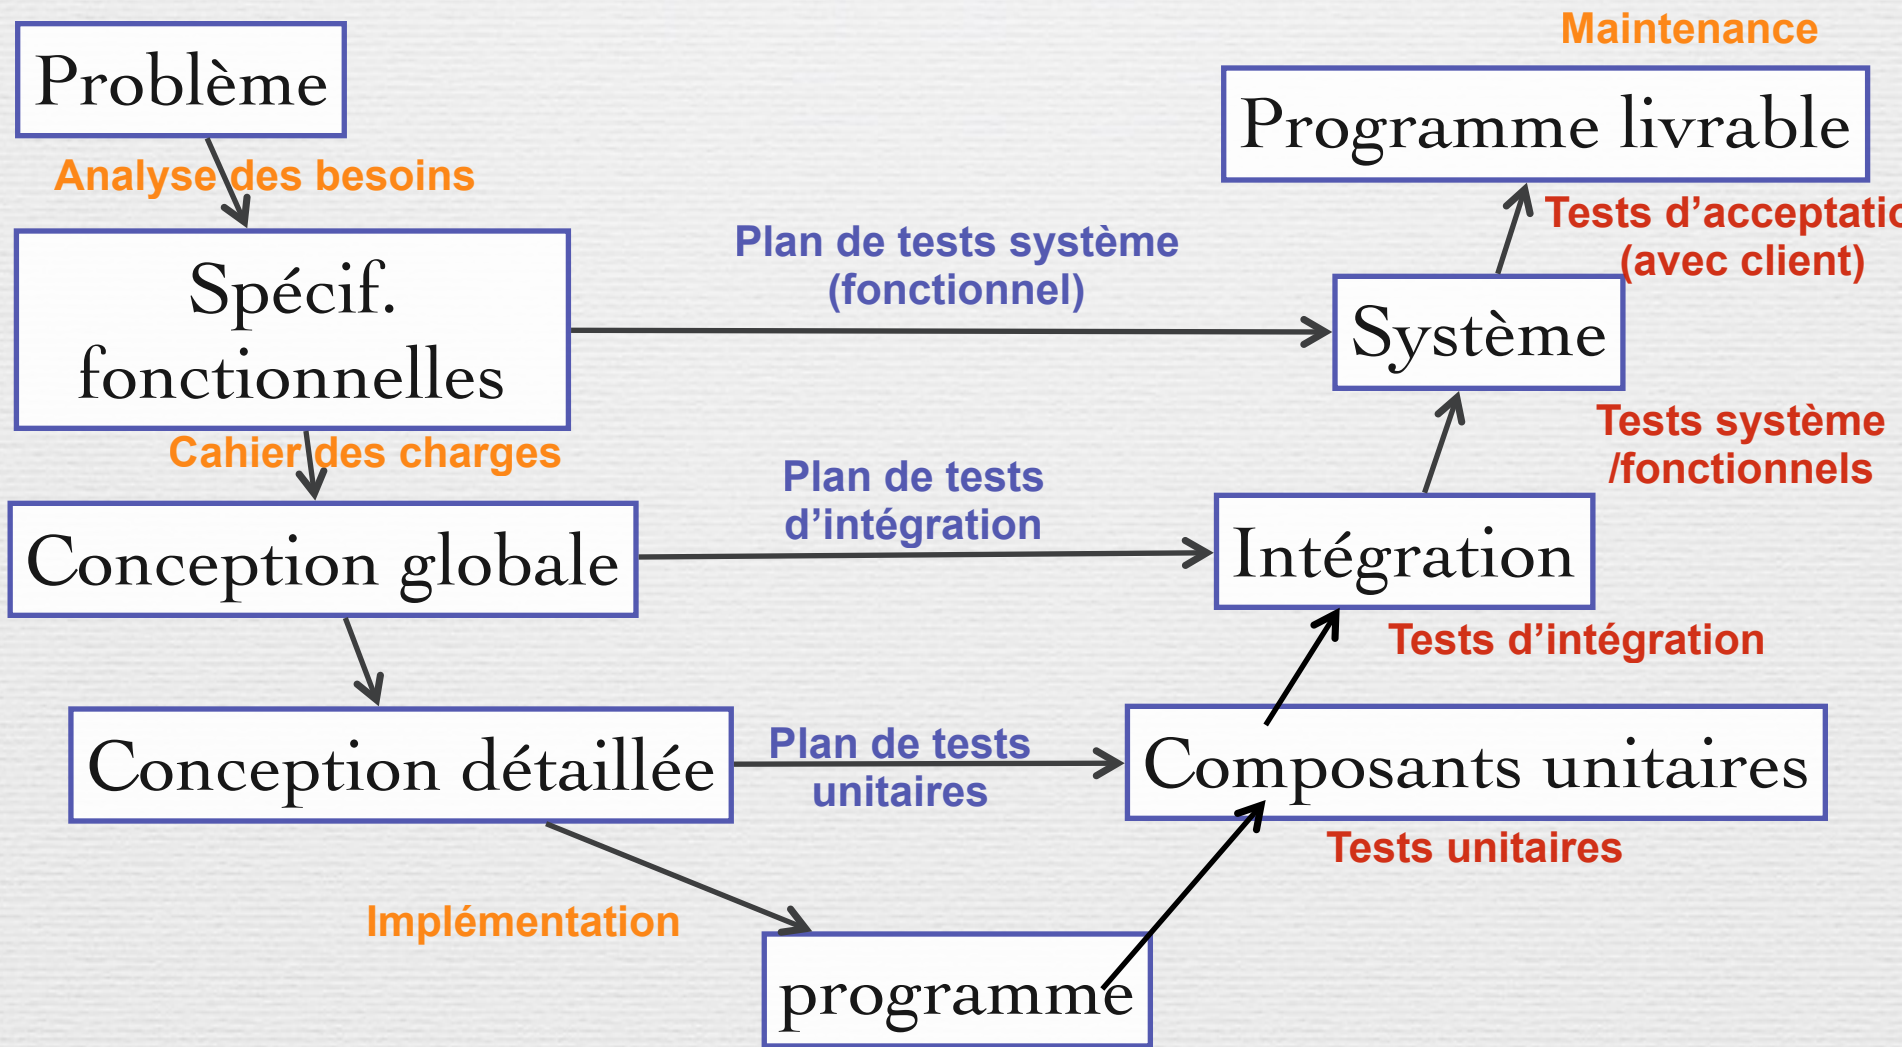 Maintenance
Problème
Programme livrable
Analyse des besoins
Tests d'acceptatio
(avec client)
Plan de tests système
(fonctionnel)
Spécif.
fonctionnelles
Système
Cahier des charges
Tests système
/fonctionnels
Plan de tests
d'intégration
Conception globale
Intégration
Tests d'intégration
Conception détaillée
Plan de tests
unitaires
Composants unitaires
Tests unitaires
Implémentation
programme